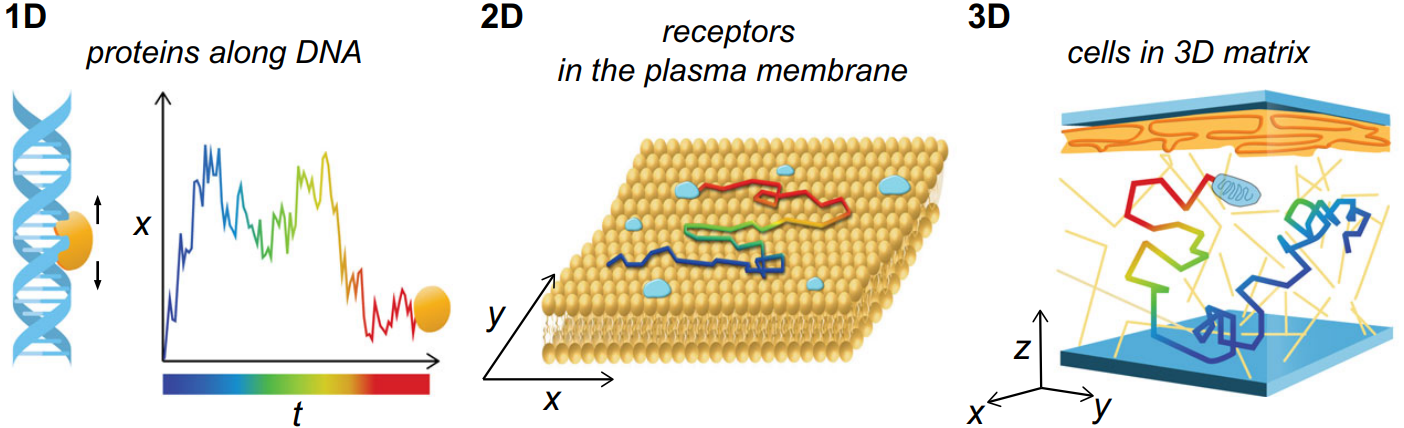 1D
proteins along DNA
x
t
2D
receptors
in the plasma membrane
y
x
3D
cells in 3D matrix
z
x
y